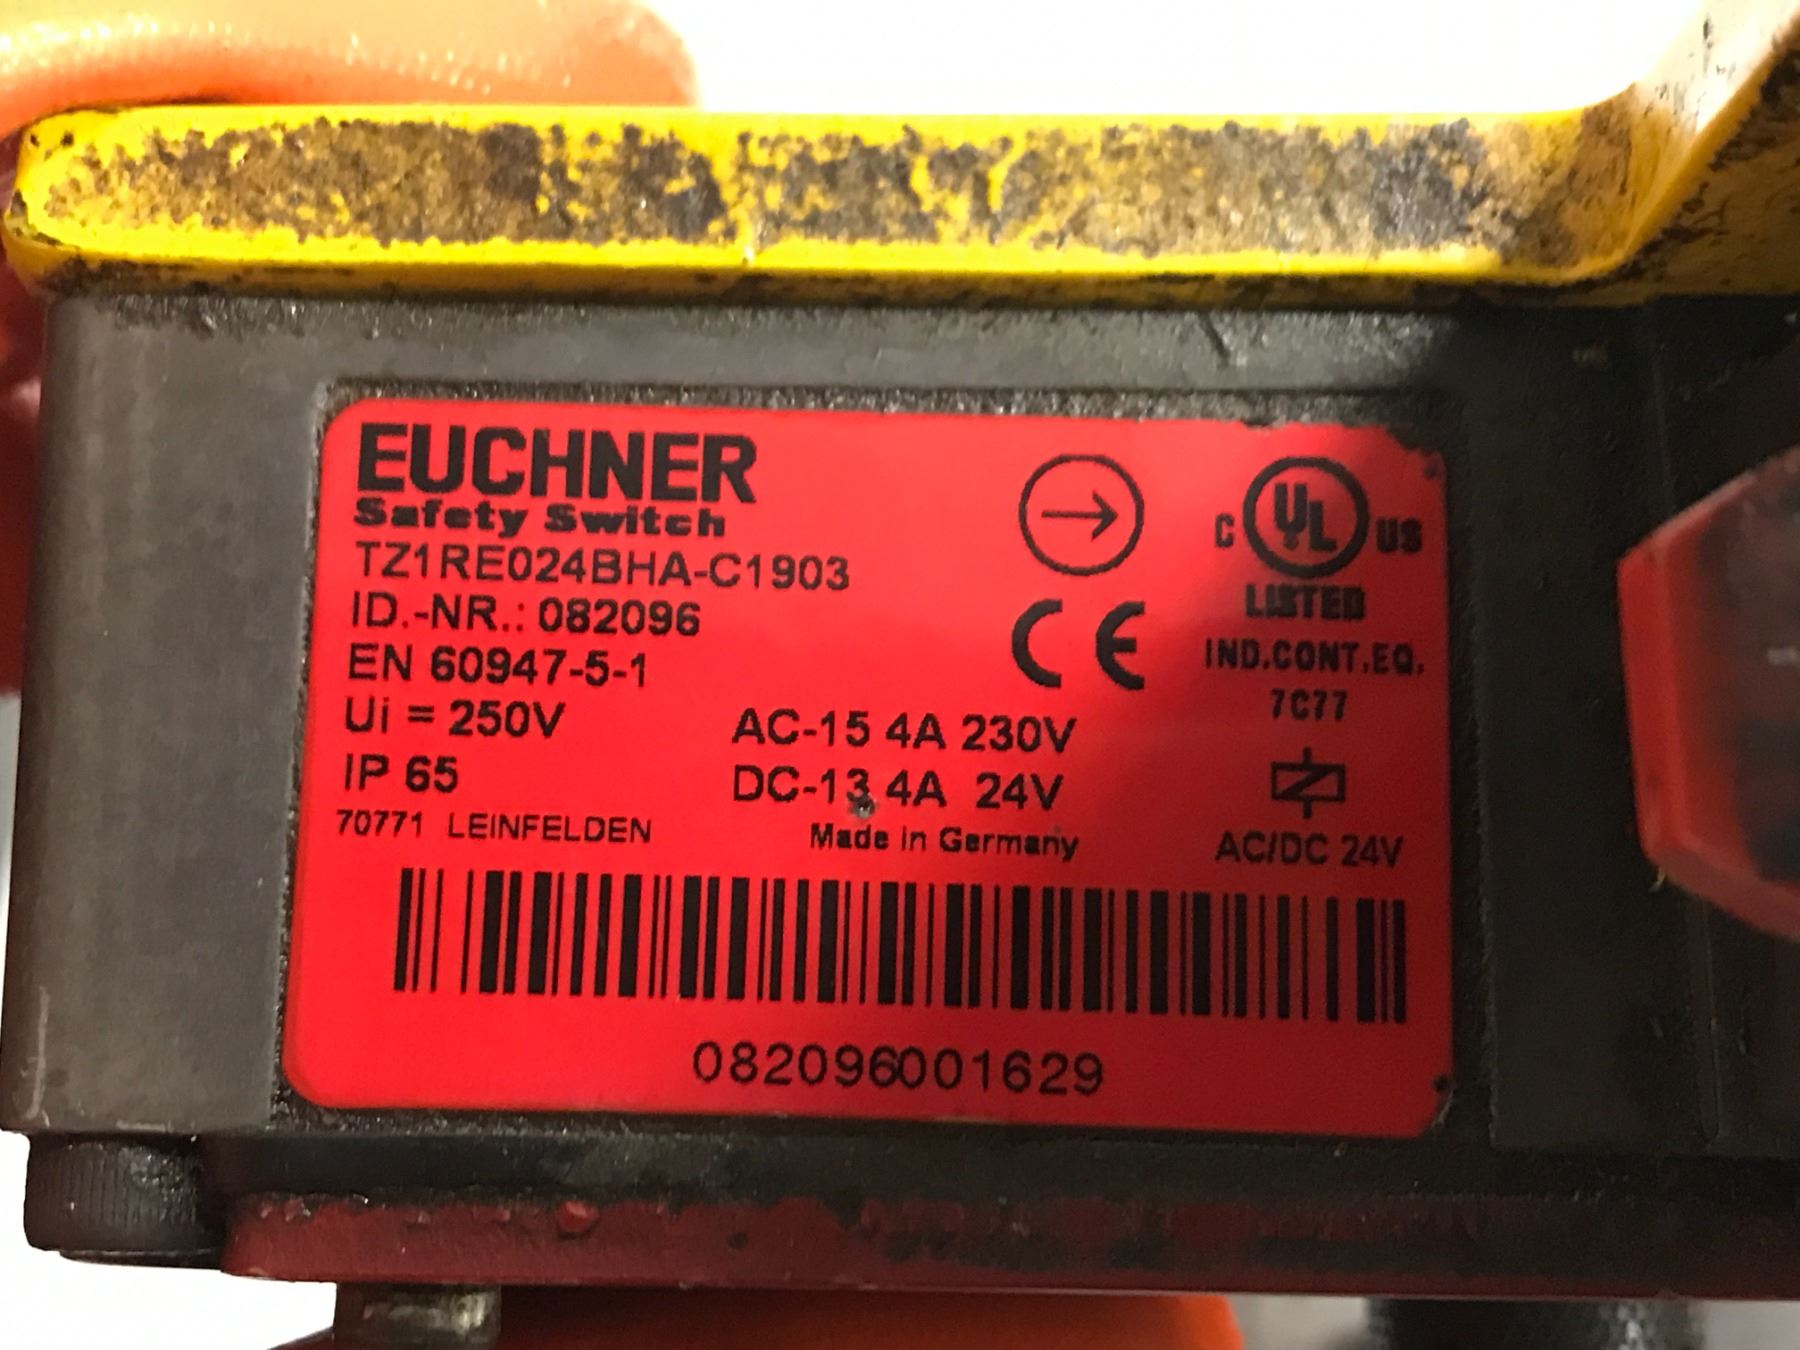 EUCHNER
Safety Switch
TZ1RE024BHA-C1903
ID.-NR.: 082096
EN 60947-5-1
Ui = 250V
IP 65
70771 LEINFELDEN
AC-15 4A 230V
DC-13 4A 24V
Made in Germany
CE
C UL US
LISTED
IND.CONT.EQ.
7C77
AC/DC 24V
082096001629